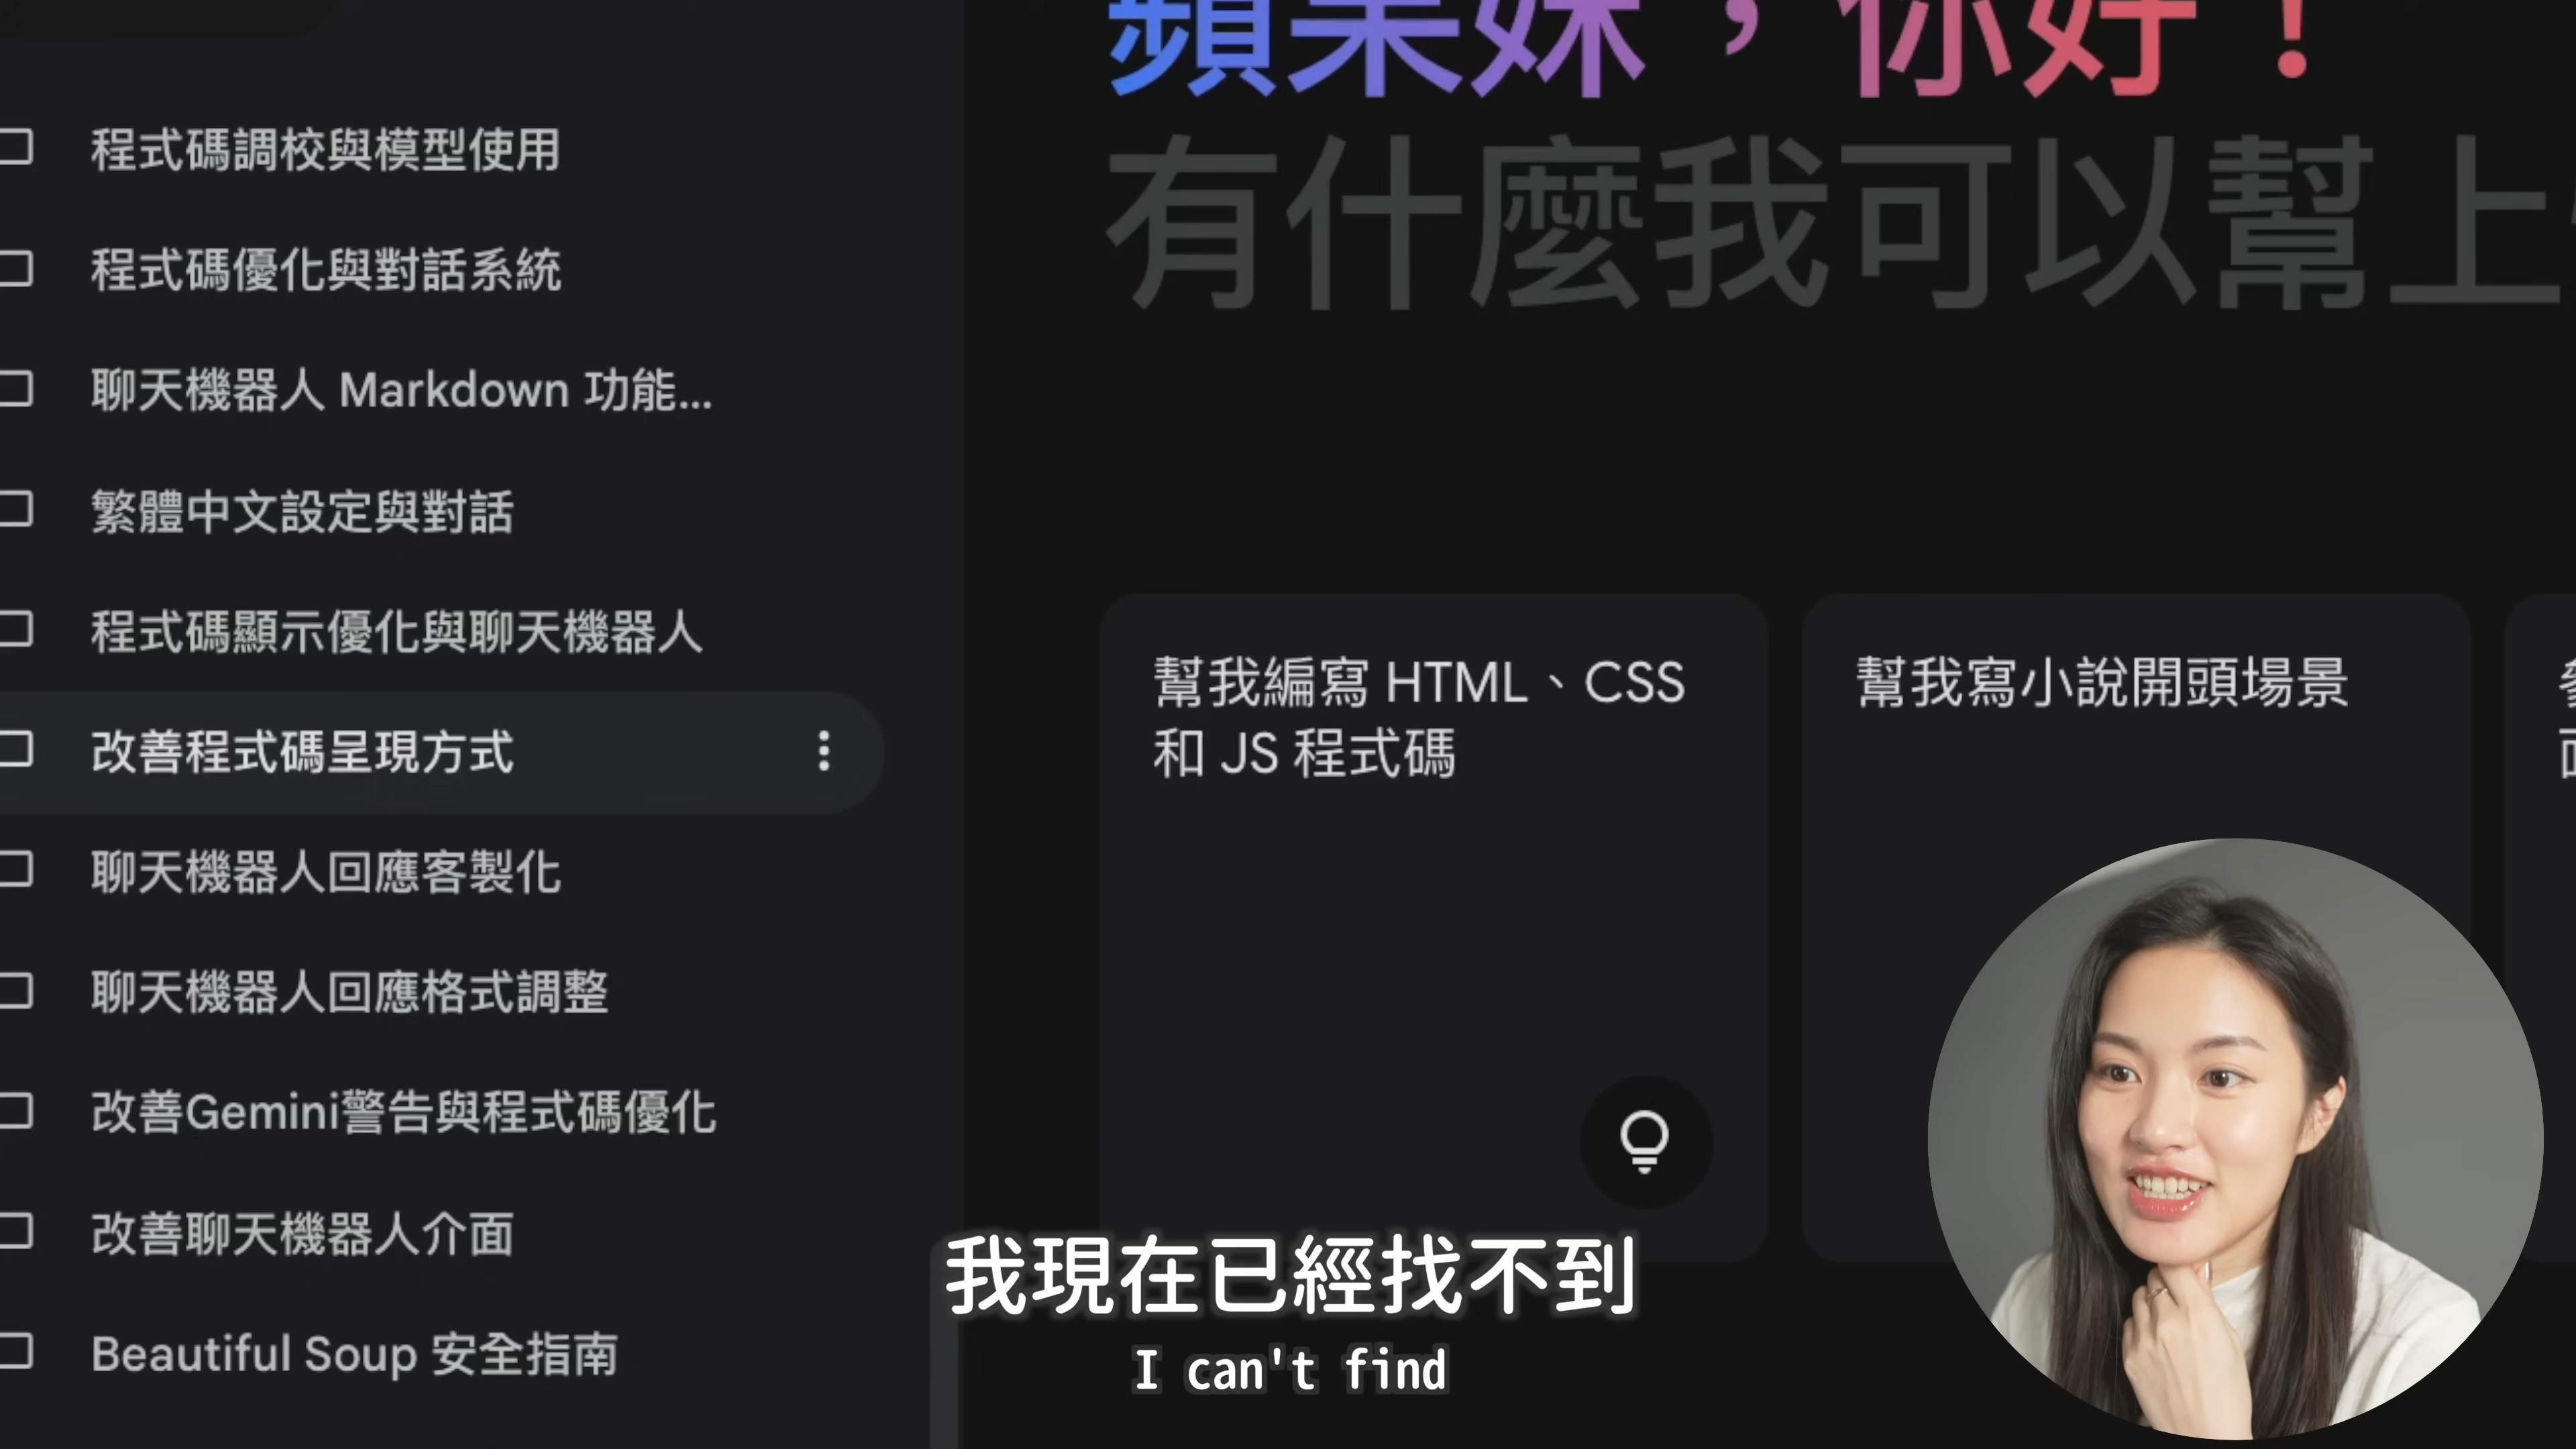 蘋果妹，你好！
有什麼我可以幫上
程式碼調校與模型使用
程式碼優化與對話系統
聊天機器人 Markdown 功能...
繁體中文設定與對話
程式碼顯示優化與聊天機器人
改善程式碼呈現方式
聊天機器人回應客製化
聊天機器人回應格式調整
改善Gemini警告與程式碼優化
改善聊天機器人介面
Beautiful Soup 安全指南
幫我編寫 HTML、CSS
和 JS 程式碼
幫我寫小說開頭場景
我現在已經找不到
I can't find